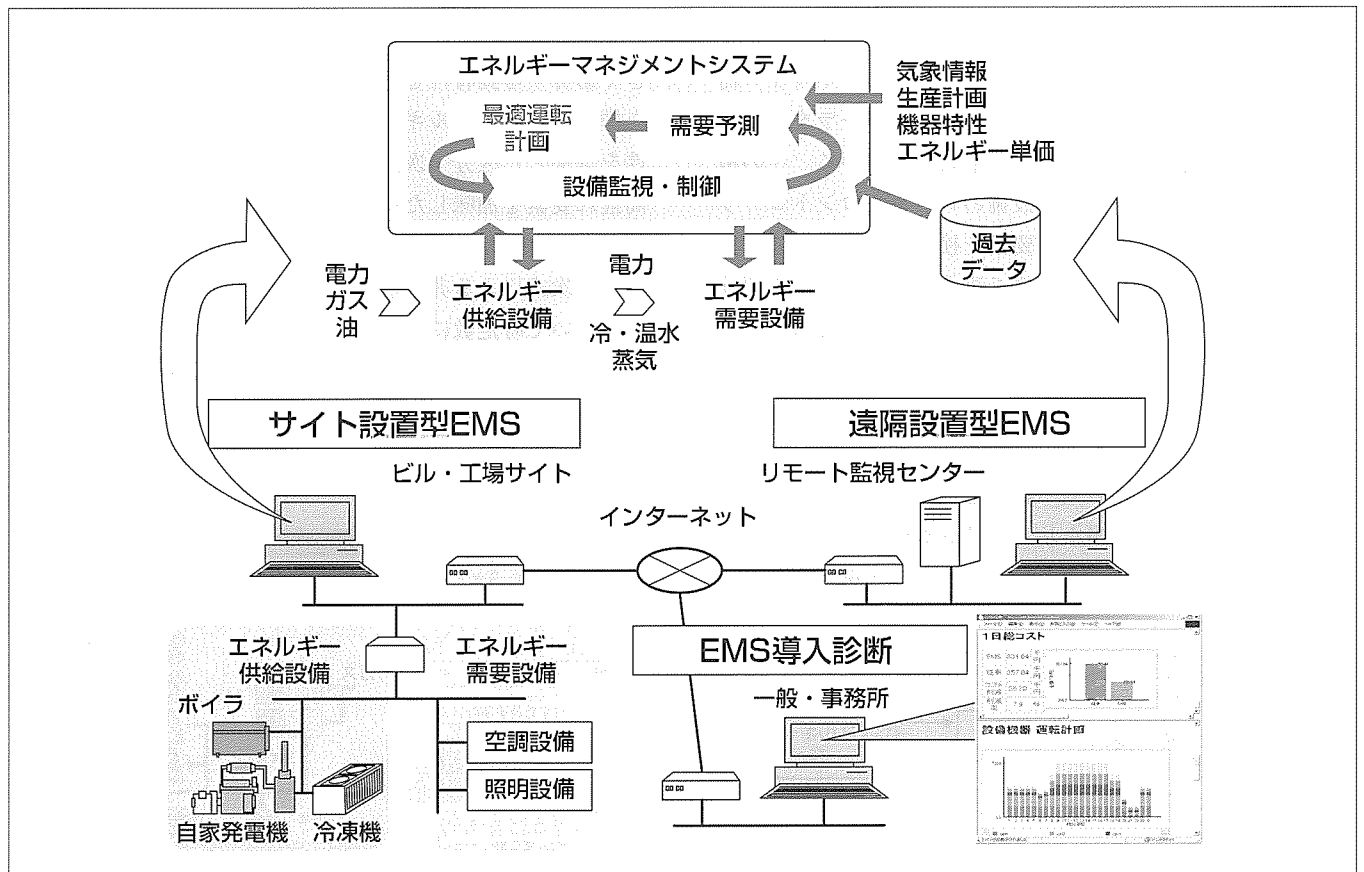 エネルギーマネジメントシステム
最適運転
計画
需要予測
設備監視・制御
気象情報
生産計画
機器特性
エネルギー単価
過去
データ
電力
ガス
油
エネルギー
供給設備
電力
冷・温水
蒸気
エネルギー
需要設備
サイト設置型EMS
遠隔設置型EMS
ビル・工場サイト
リモート監視センター
インターネット
エネルギー
供給設備
エネルギー
需要設備
ボイラ
自家発電機
冷凍機
空調設備
照明設備
EMS導入診断
一般・事務所
1日総コスト
EMS
設備機器 運転計画